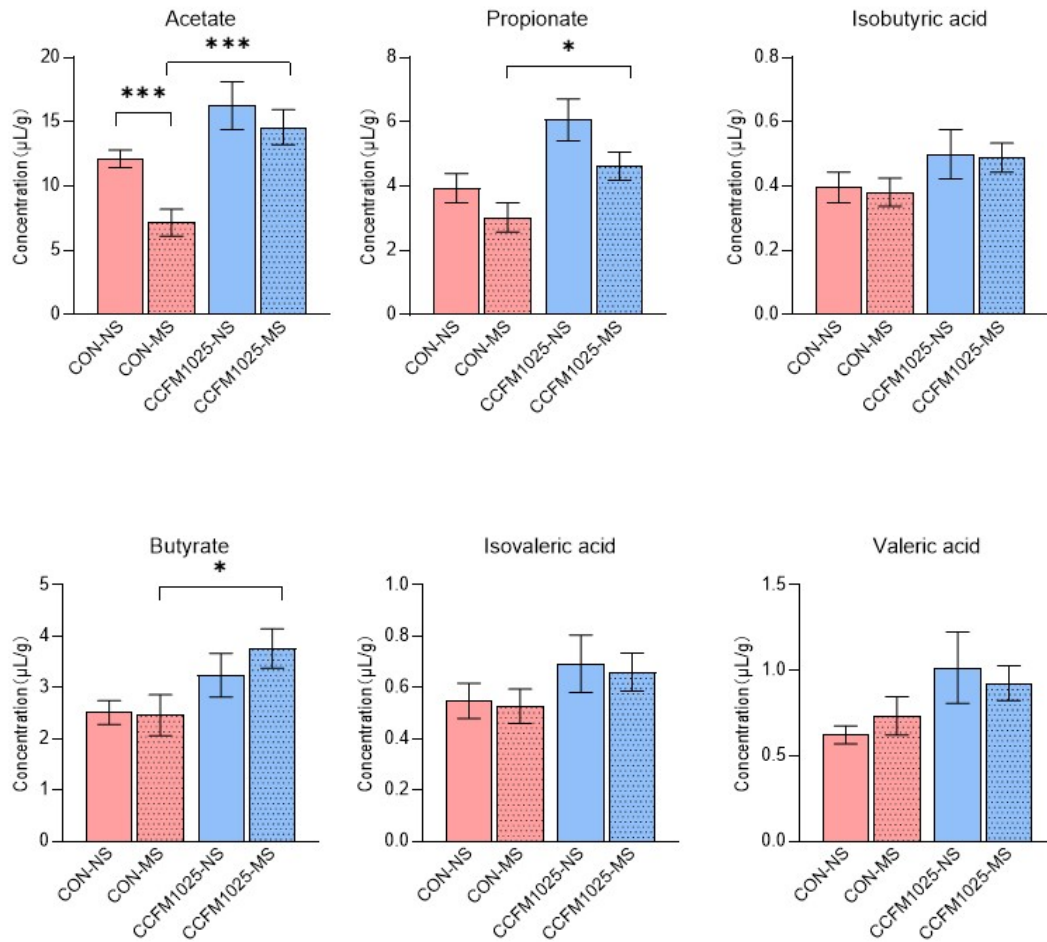 Acetate
Propionate
Isobutyric acid
Concentration (μL/g)
20
15
10
5
0
***
***
CON-NS
CON-MS
CCFM1025-NS
CCFM1025-MS
Concentration (μL/g)
8
6
4
2
0
*
CON-NS
CON-MS
CCFM1025-NS
CCFM1025-MS
Concentration (μL/g)
0.8
0.6
0.4
0.2
0.0
CON-NS
CON-MS
CCFM1025-NS
CCFM1025-MS
Butyrate
Isovaleric acid
Valeric acid
Concentration (μL/g)
5
4
3
2
1
0
*
CON-NS
CON-MS
CCFM1025-NS
CCFM1025-MS
Concentration (μL/g)
1.0
0.8
0.6
0.4
0.2
0.0
CON-NS
CON-MS
CCFM1025-NS
CCFM1025-MS
Concentration (μL/g)
1.5
1.0
0.5
0.0
CON-NS
CON-MS
CCFM1025-NS
CCFM1025-MS